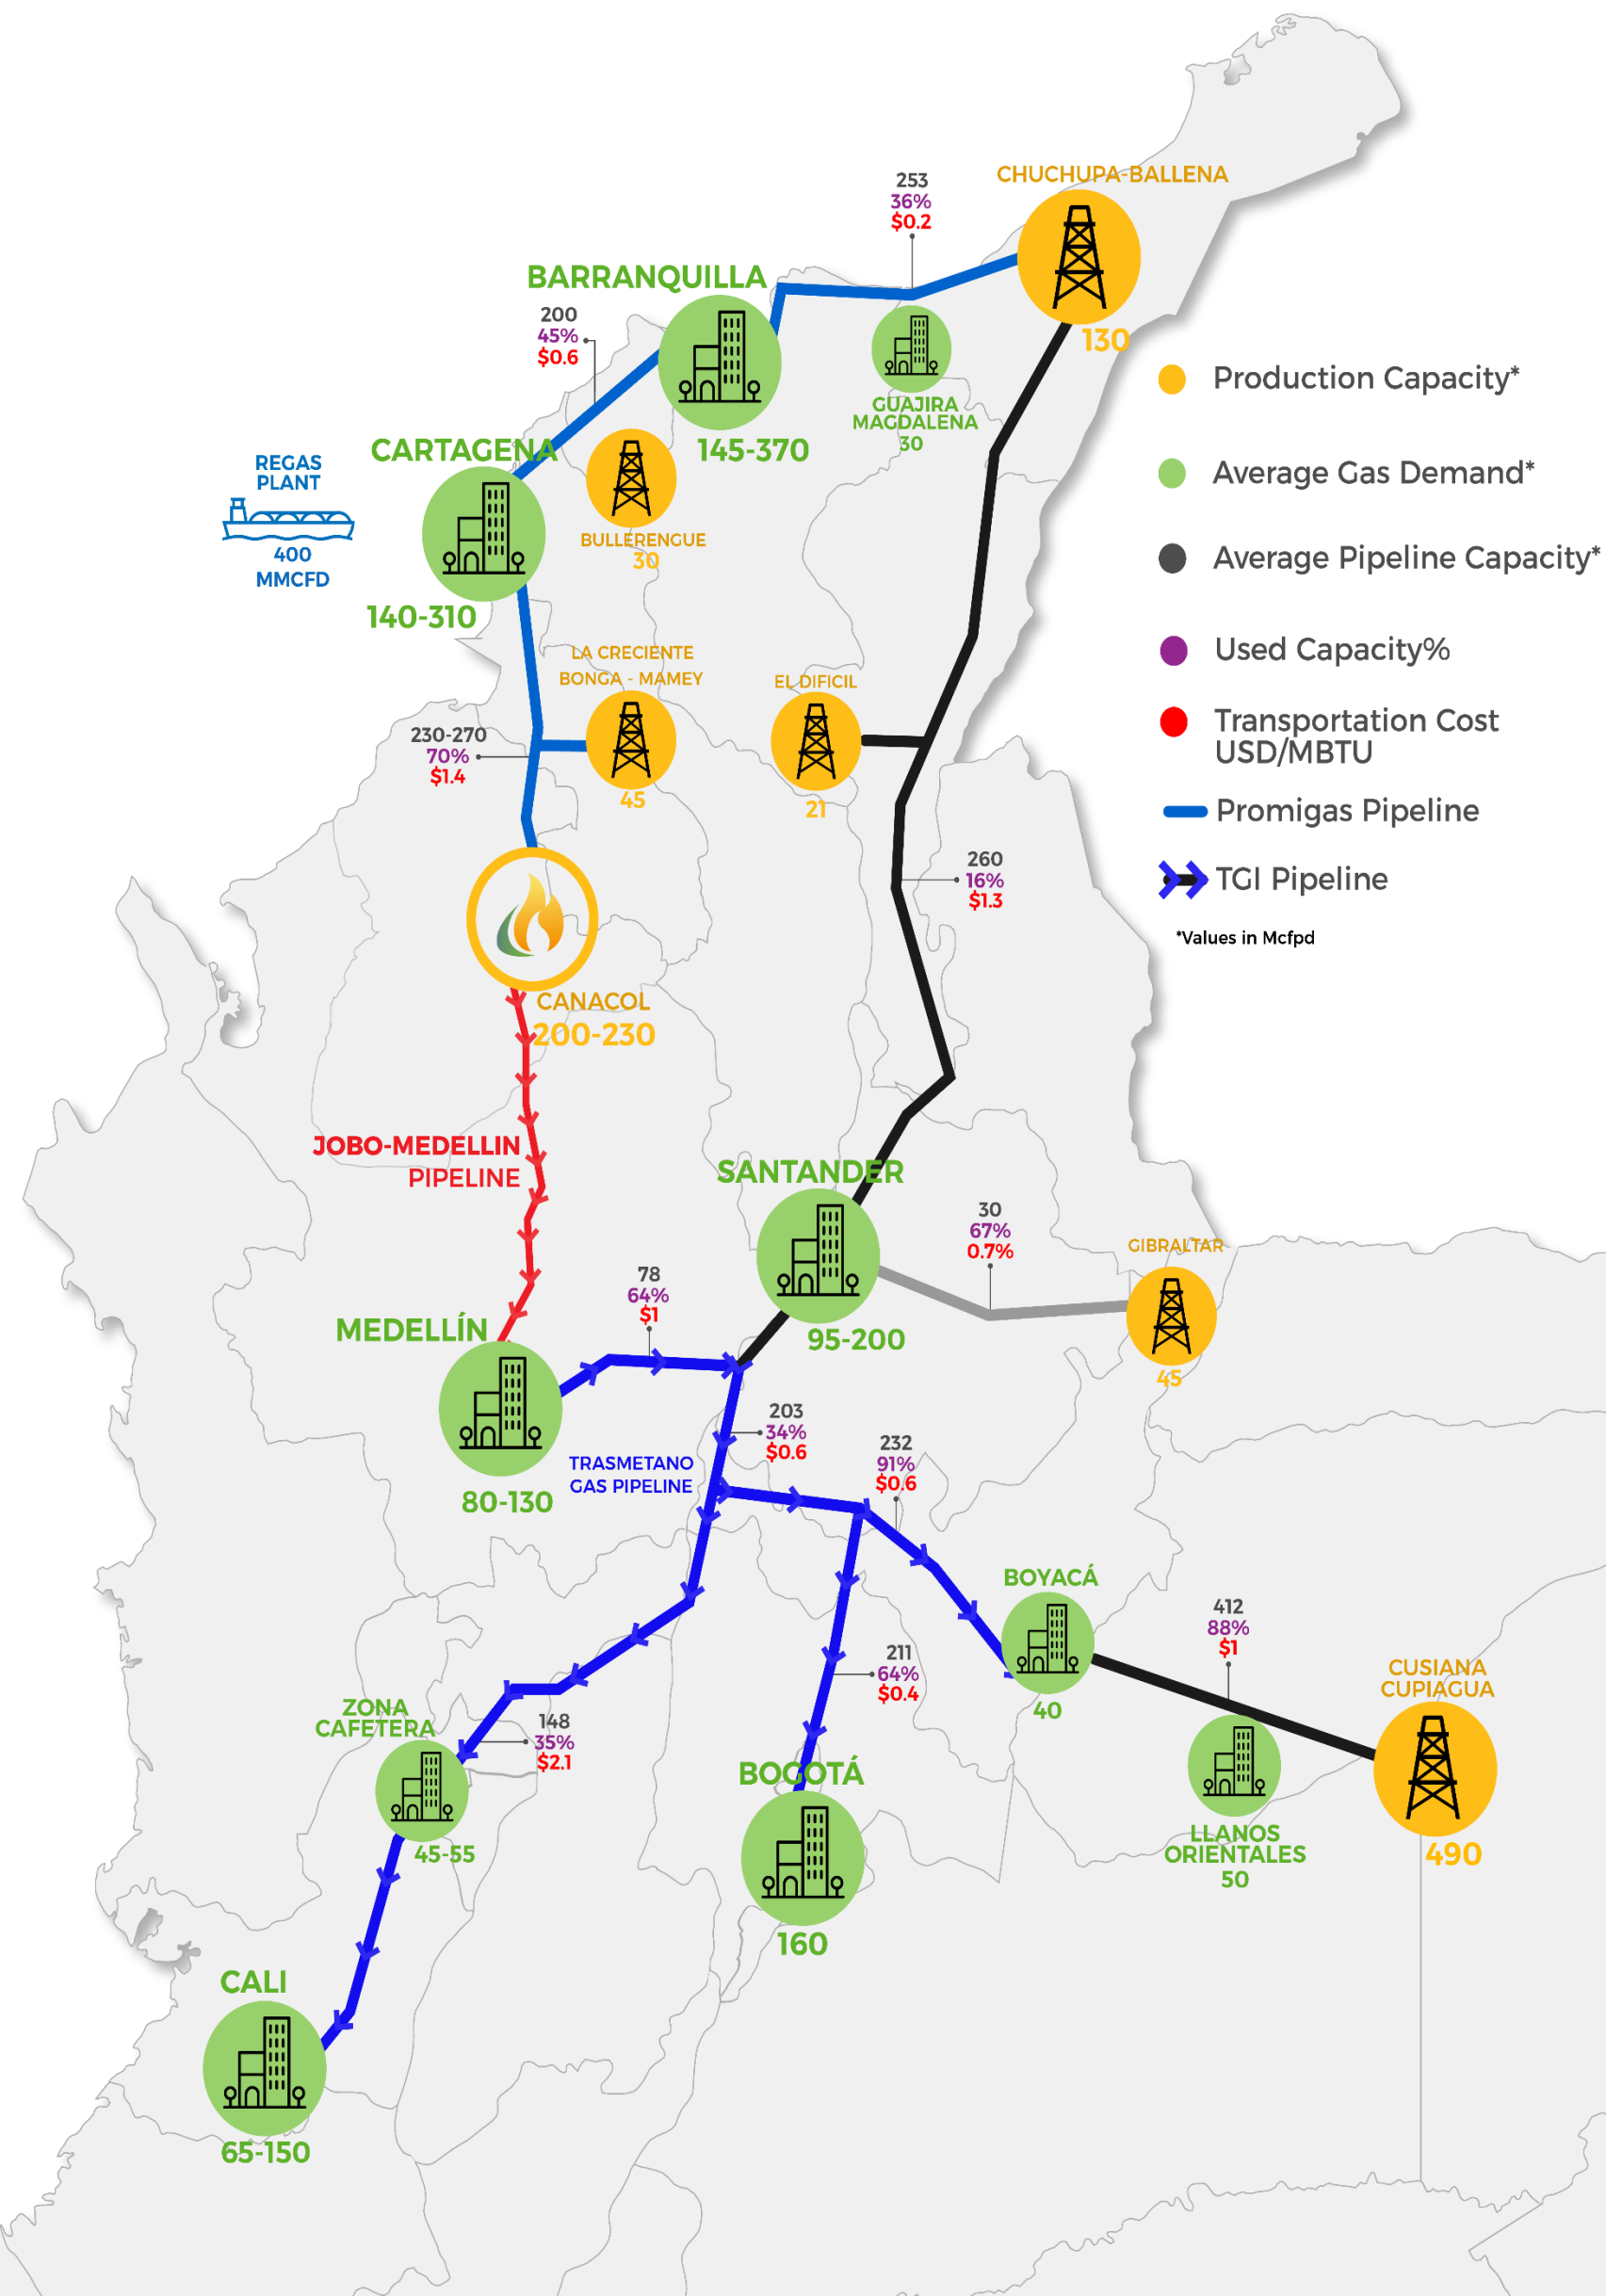 CHUCHUPA-BALLENA
130
253
36%
$0.2
BARRANQUILLA
145-370
200
45%
$0.6
GUAJIRA
MAGDALENA
30
CARTAGENA
140-310
REGAS
PLANT
400
MMCFD
BULLERENGUE
30
LA CRECIENTE
BONGA - MAMEY
45
EL DIFICIL
21
230-270
70%
$1.4
260
16%
$1.3
Production Capacity*
Average Gas Demand*
Average Pipeline Capacity*
Used Capacity%
Transportation Cost
USD/MBTU
Promigas Pipeline
TGI Pipeline
*Values in Mcfpd
CANACOL
200-230
JOBO-MEDELLIN
PIPELINE
SANTANDER
95-200
30
67%
0.7%
GIBRALTAR
45
78
64%
$1
MEDELLÍN
80-130
TRASMETANO
GAS PIPELINE
203
34%
$0.6
232
91%
$0.6
BOYACÁ
40
412
88%
$1
CUSIANA
CUPIAGUA
490
LLANOS
ORIENTALES
50
211
64%
$0.4
BOGOTÁ
160
ZONA
CAFETERA
45-55
148
35%
$2.1
CALI
65-150